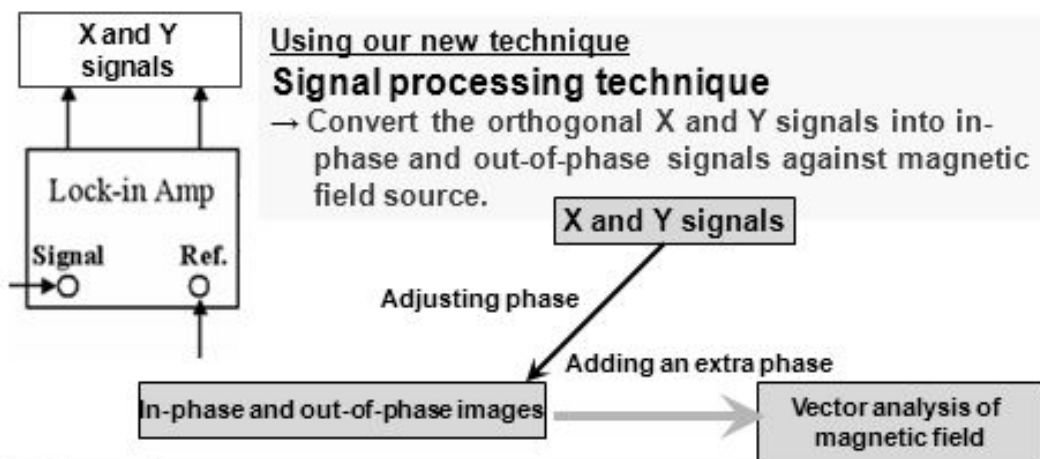 X and Y
signals
Lock-in Amp
Signal
Ref.
Using our new technique
Signal processing technique
→ Convert the orthogonal X and Y signals into in-
phase and out-of-phase signals against magnetic
field source.
X and Y signals
Adjusting phase
Adding an extra phase
In-phase and out-of-phase images
Vector analysis of
magnetic field